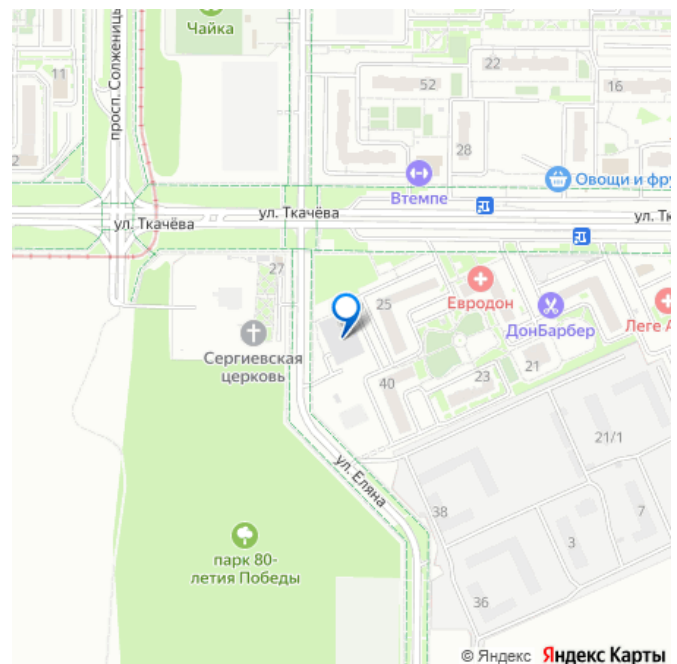 Чайка
11
просп. Солженицы
22
52
16
28
2
Втемпе
Овощи и фру
ул. Ткачёва
ул. Ткачёва
ул. Тк
27
25
Евродон
ДонБарбер
Леге А
Сергиевская
церковь
40
23
21
21/1
ул. Еляна
38
7
3
парк 80-
летия Победы
36
© Яндекс Яндекс Карты